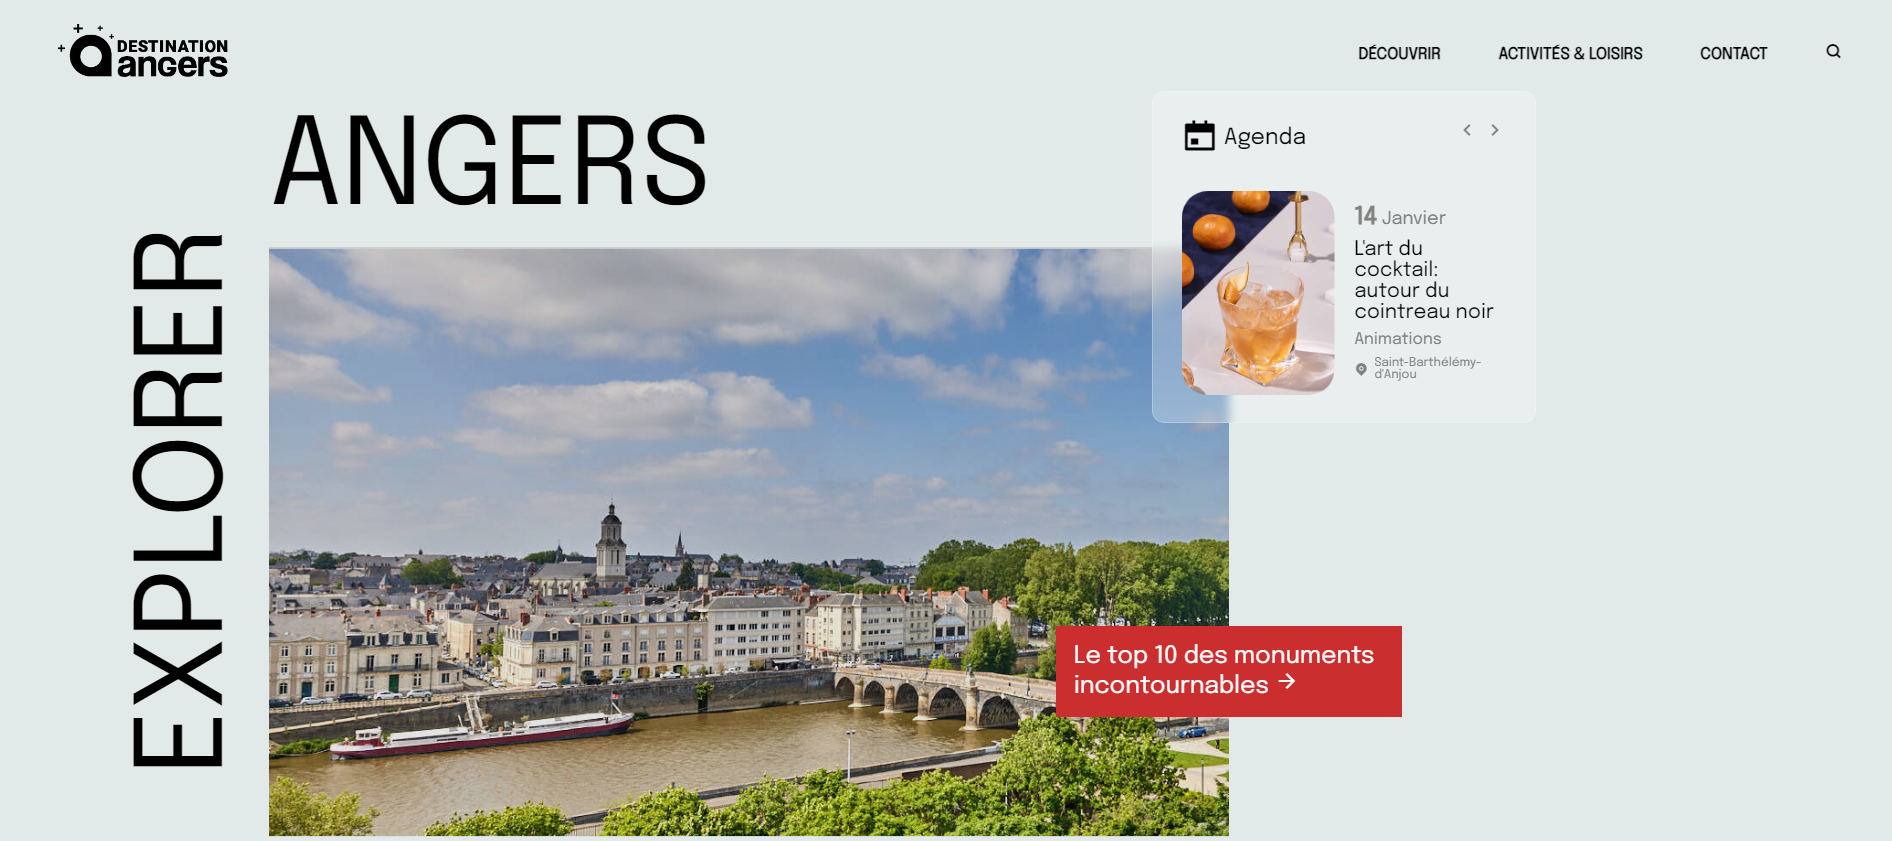 DESTINATION
angers
DÉCOUVRIR
ACTIVITÉS & LOISIRS
CONTACT
ANGERS
EXPLORER
Agenda
14 Janvier
L'art du
cocktail:
autour du
cointreau noir
Animations
Saint-Barthélémy-
d'Anjou
Le top 10 des monuments
incontournables →